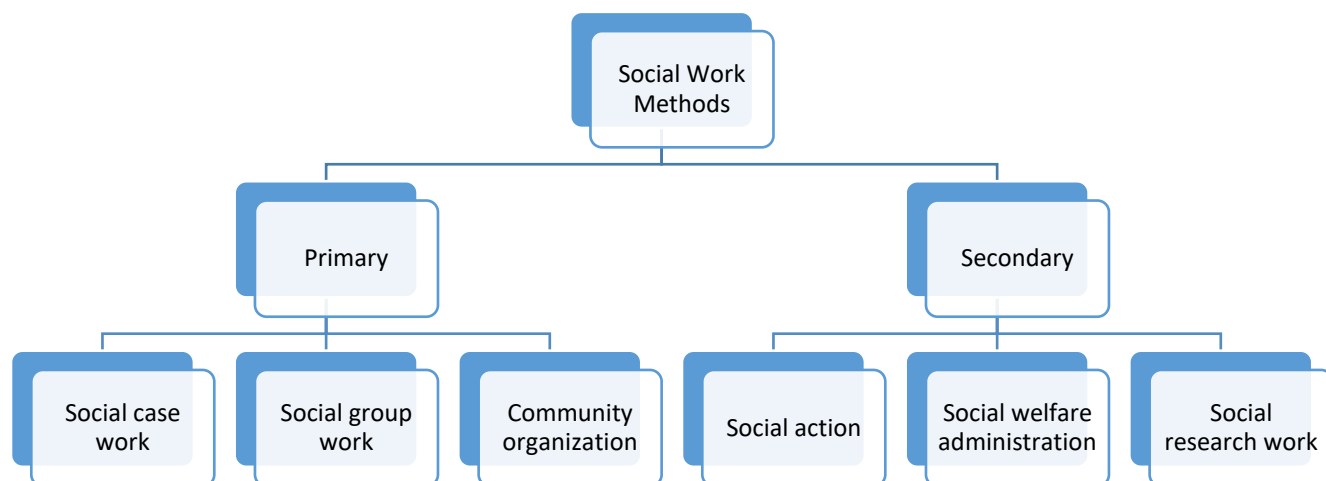 Social Work
Methods
Primary
Secondary
Social case
work
Social group
work
Community
organization
Social action
Social welfare
administration
Social
research work